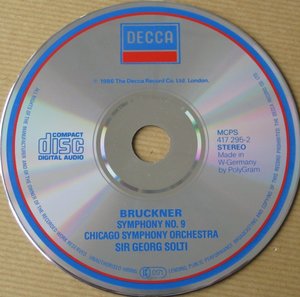 DECCA
℗ 1986 The Decca Record Co. Ltd., London.
COMPACT
disc
DIGITAL AUDIO
MCPS
417 295-2
STEREO
Made in
W-Germany
by PolyGram
BRUCKNER
SYMPHONY NO. 9
CHICAGO SYMPHONY ORCHESTRA
SIR GEORG SOLTI